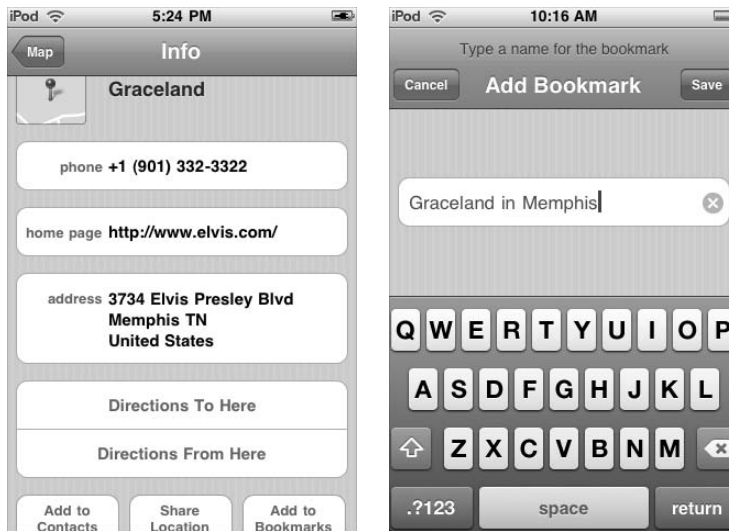 iPod 5:24 PM
Map Info
Graceland
phone +1 (901) 332-3322
home page http://www.elvis.com/
address 3734 Elvis Presley Blvd
Memphis TN
United States
Directions To Here
Directions From Here
Add to
Contacts
Share
Location
Add to
Bookmarks
iPod 10:16 AM
Type a name for the bookmark
Cancel Add Bookmark Save
Graceland in Memphis
Q W E R T Y U I O P
A S D F G H J K L
Z X C V B N M
.?123 space return